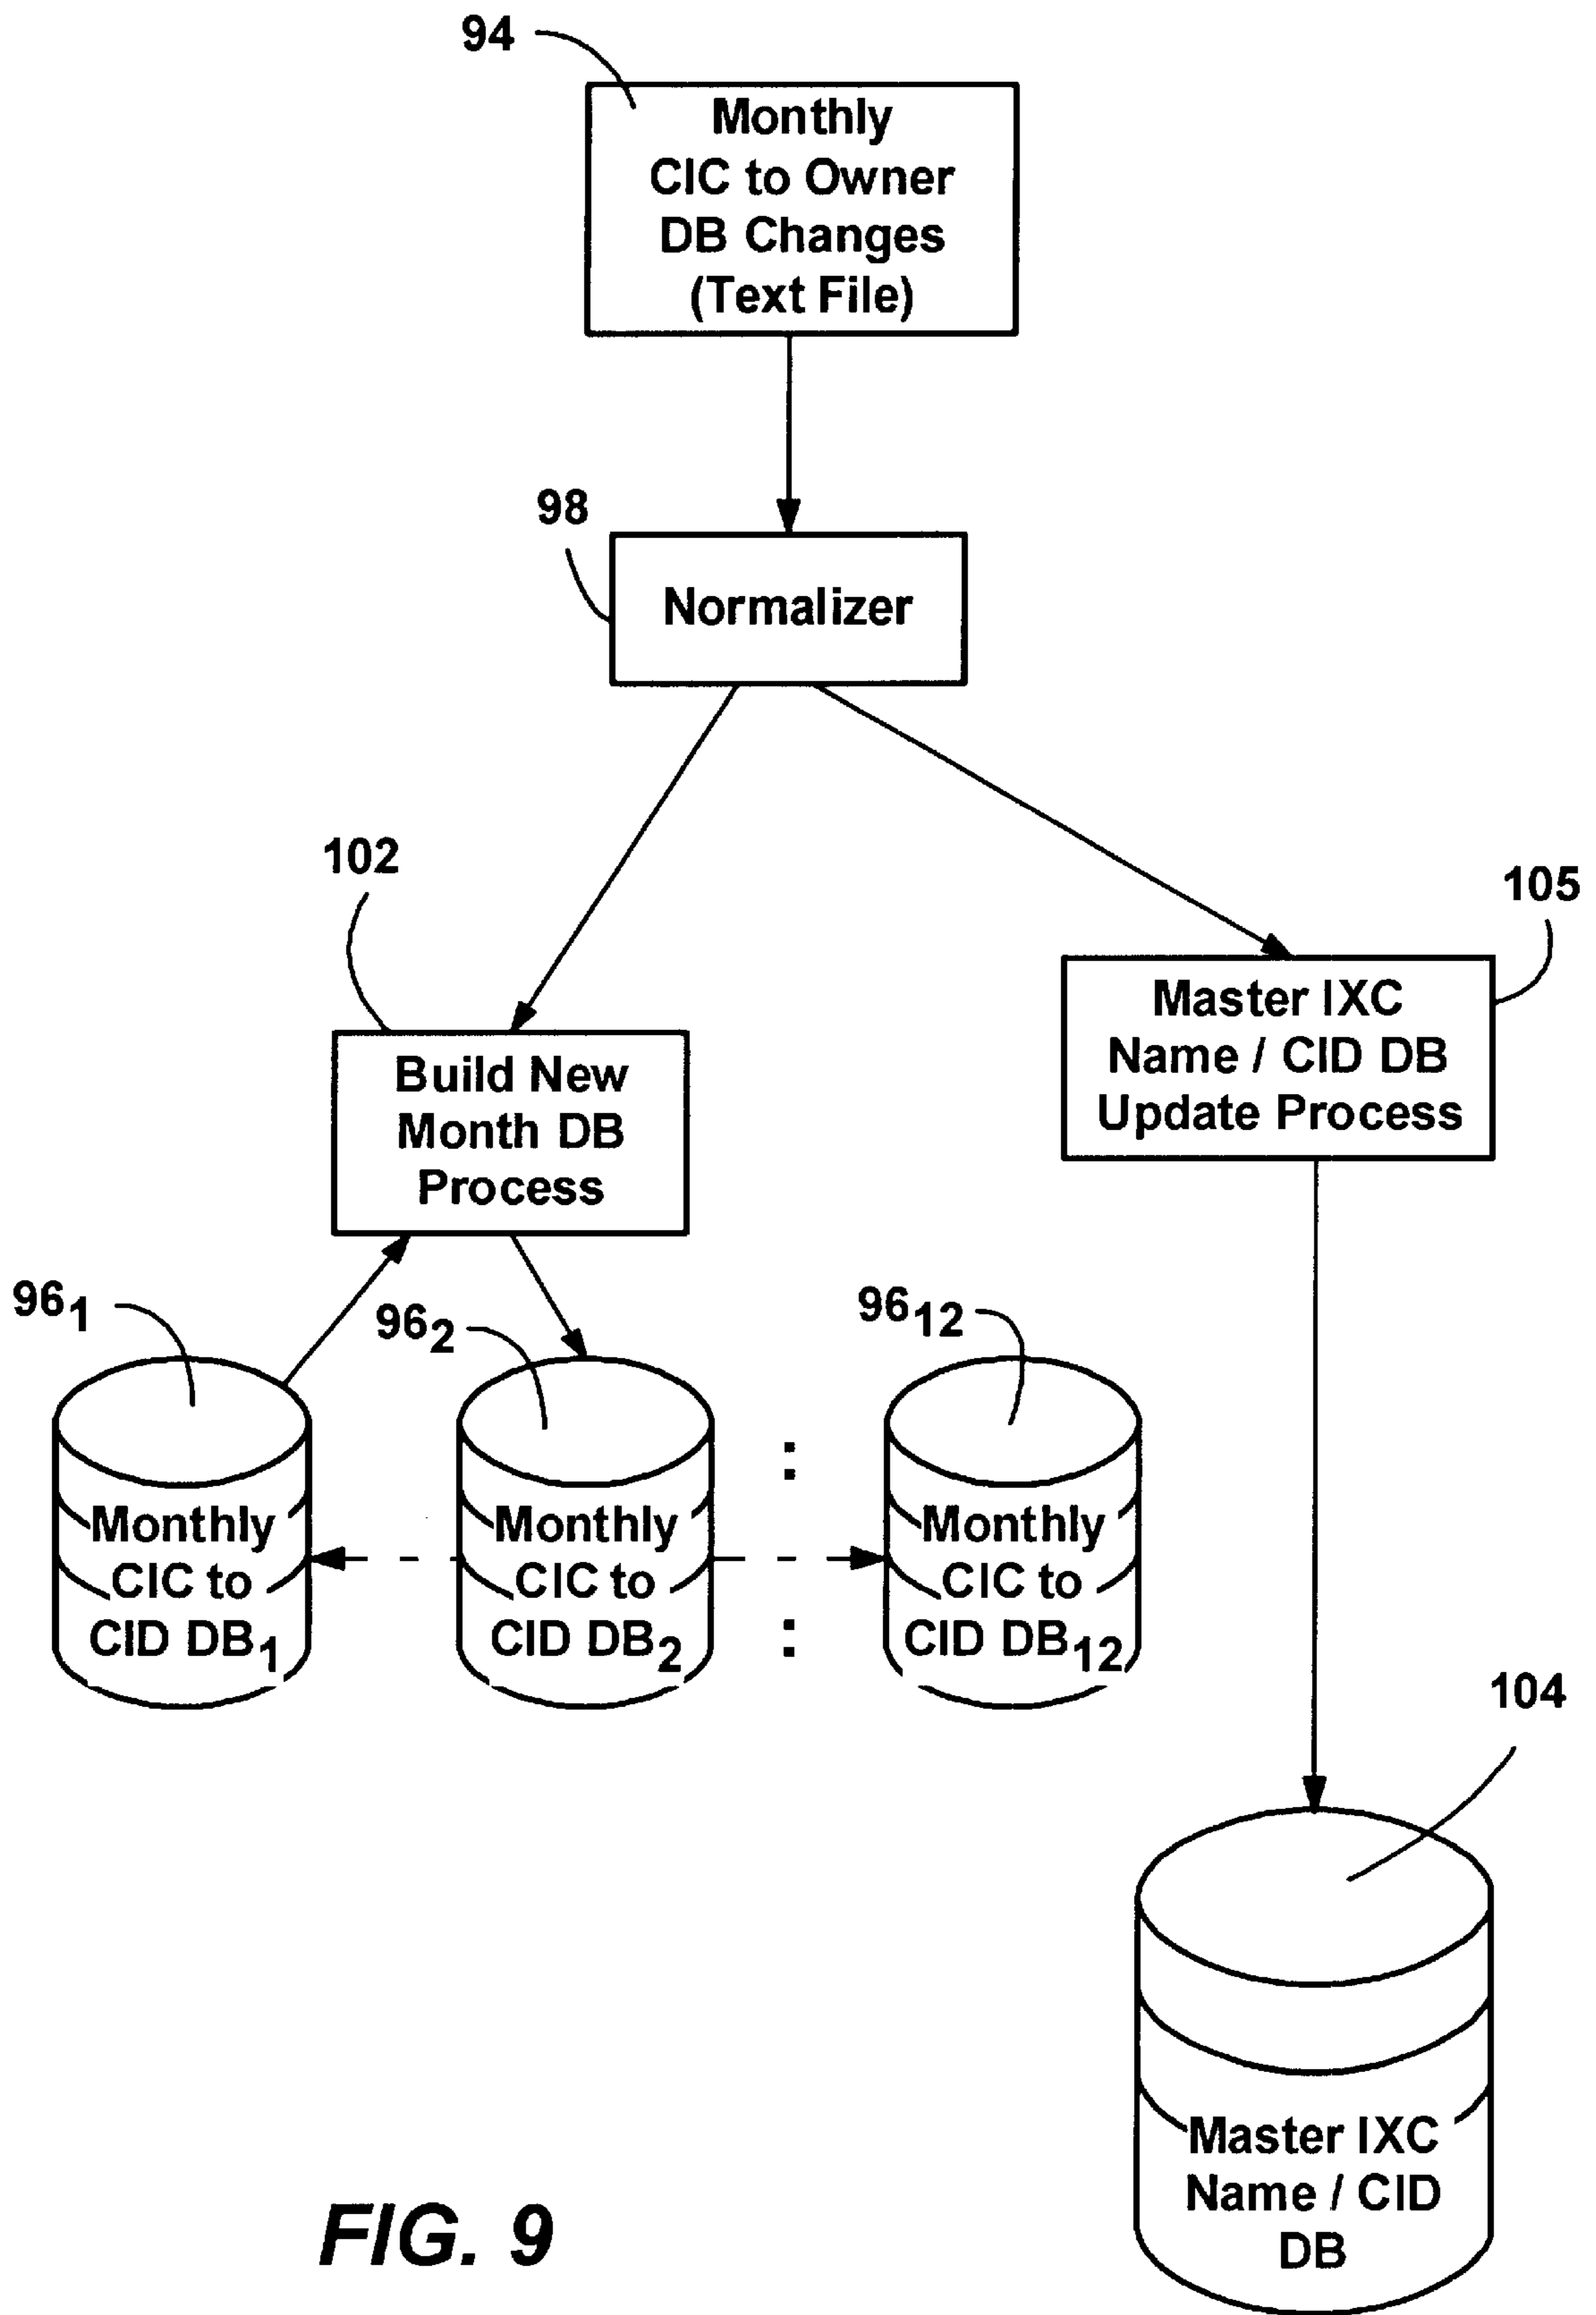 94
Monthly
CIC to Owner
DB Changes
(Text File)
98
Normalizer
102
105
Build New
Month DB
Process
Master IXC
Name / CID DB
Update Process
96₁
96₂
96₁₂
Monthly
CIC to
CID DB₁
Monthly
CIC to
CID DB₂
:
:
Monthly
CIC to
CID DB₁₂
104
Master IXC
Name / CID
DB
FIG. 9